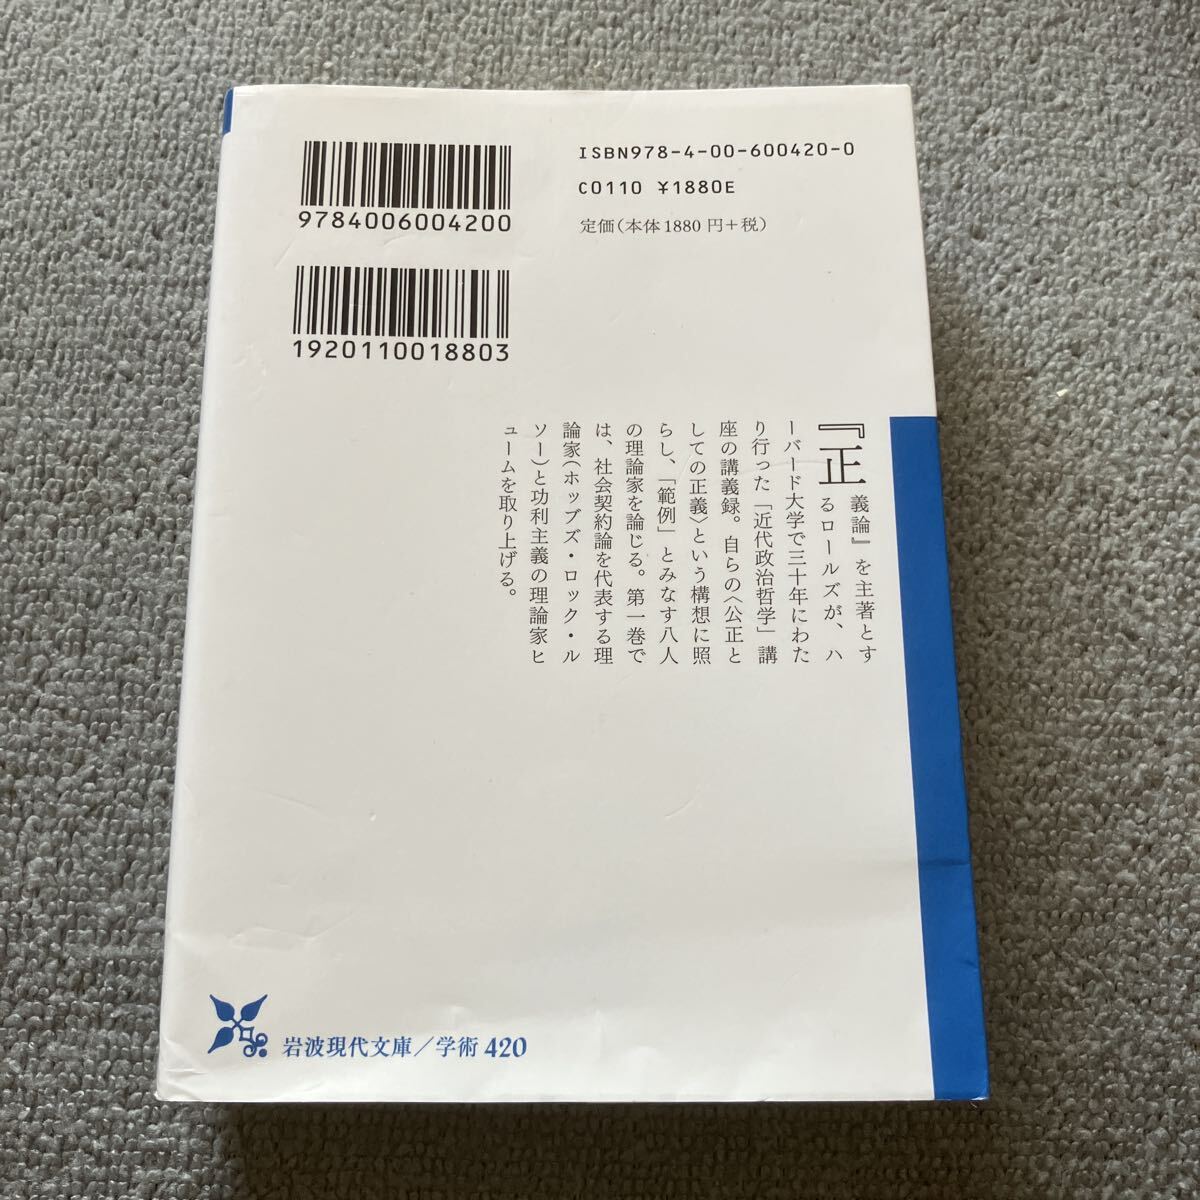 ISBN978-4-00-600420-0
C0110 ¥1880E
定価(本体1880円+税)
9784006004200
1920110018803
『正義論』を主著とす
るロールズが、ハ
ーバード大学で三十年にわた
り行った「近代政治哲学」講
座の講義録。自らの〈公正と
しての正義〉という構想に照
らし、「範例」とみなす八人
の理論家を論じる。第一巻で
は、社会契約論を代表する理
論家(ホッブズ・ロック・ル
ソー)と功利主義の理論家ヒ
ュームを取り上げる。
岩波現代文庫/学術 420